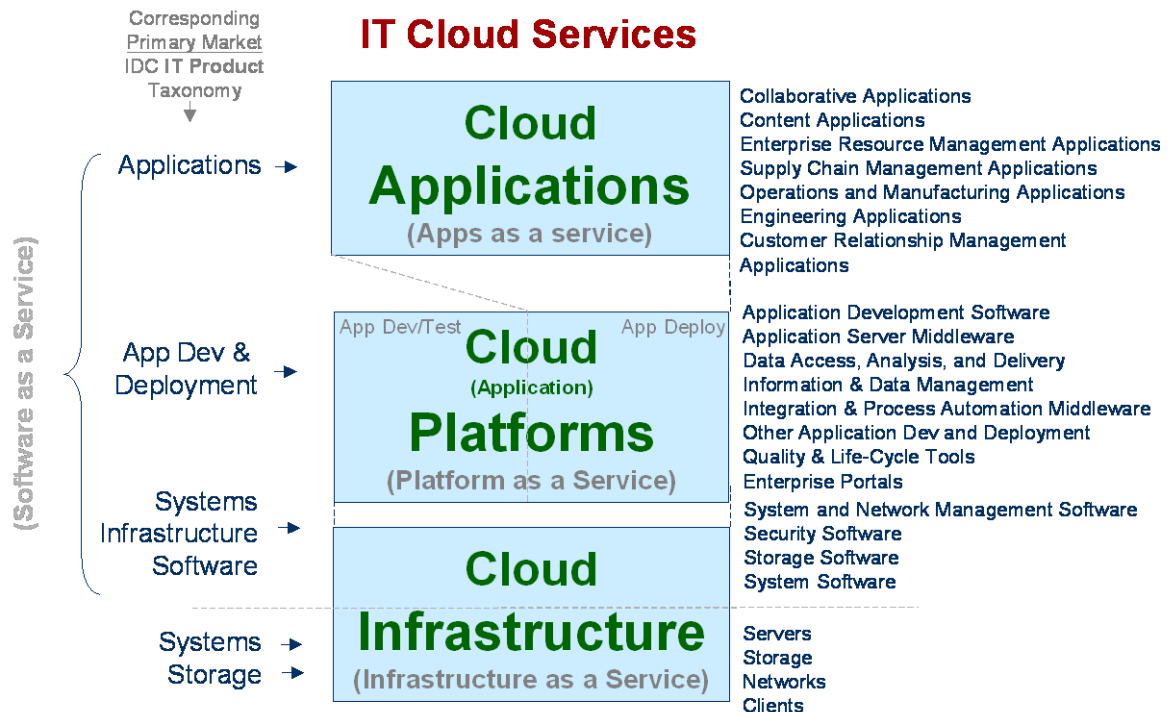 Corresponding
Primary Market
IDC IT Product
Taxonomy
IT Cloud Services
(Software as a Service)
Applications
Cloud
Applications
(Apps as a service)
Collaborative Applications
Content Applications
Enterprise Resource Management Applications
Supply Chain Management Applications
Operations and Manufacturing Applications
Engineering Applications
Customer Relationship Management
Applications
App Dev &
Deployment
App Dev/Test
App Deploy
Cloud
(Application)
Platforms
(Platform as a Service)
Application Development Software
Application Server Middleware
Data Access, Analysis, and Delivery
Information & Data Management
Integration & Process Automation Middleware
Other Application Dev and Deployment
Quality & Life-Cycle Tools
Enterprise Portals
Systems
Infrastructure
Software
System and Network Management Software
Security Software
Storage Software
System Software
Cloud
Infrastructure
(Infrastructure as a Service)
Systems
Storage
Servers
Storage
Networks
Clients